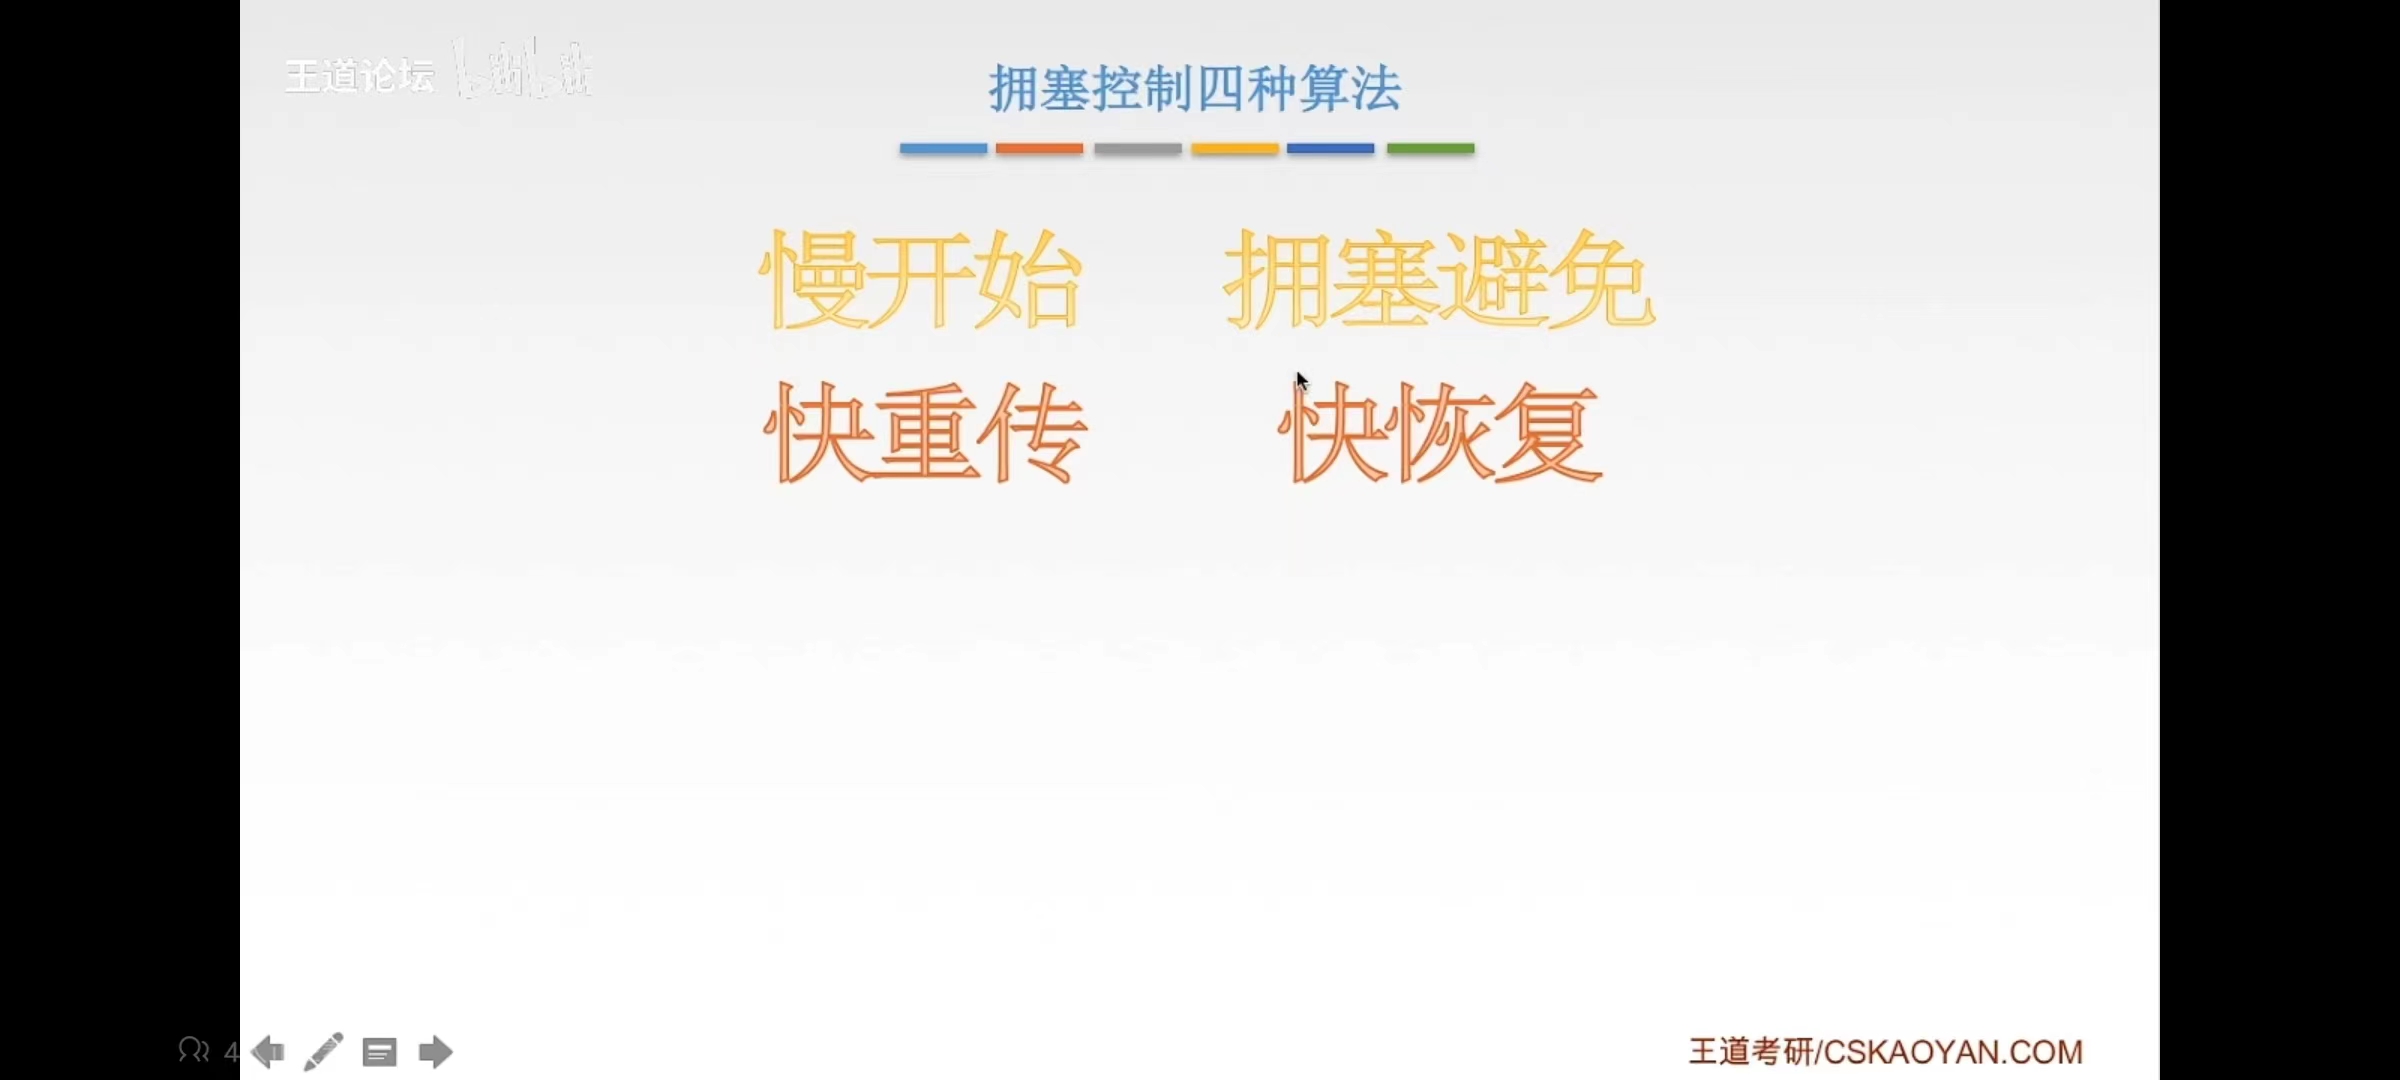 王道论坛 bilibili
拥塞控制四种算法
慢开始 拥塞避免
快重传 快恢复
4
王道考研/CSKAOYAN.COM